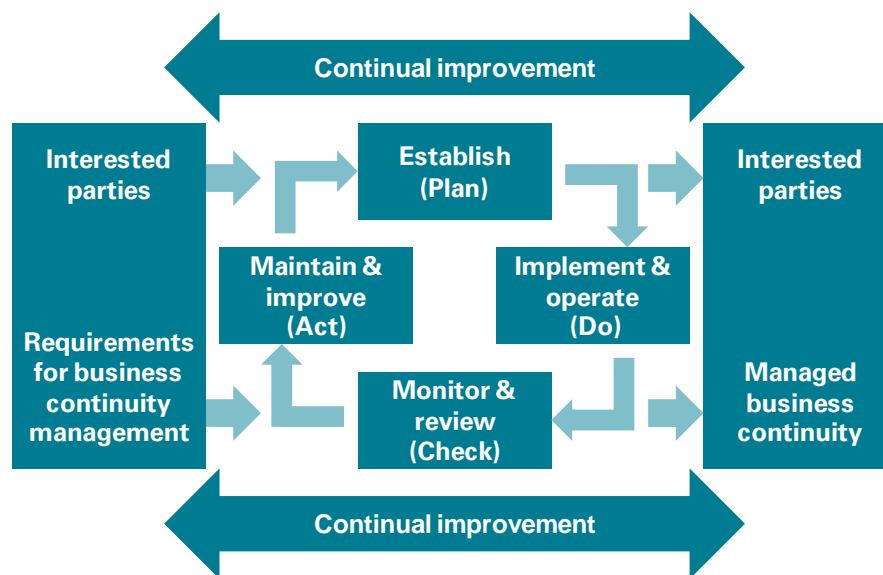 Continual improvement
Interested
parties
Requirements
for business
continuity
management
Establish
(Plan)
Maintain &
improve
(Act)
Implement &
operate
(Do)
Monitor &
review
(Check)
Interested
parties
Managed
business
continuity
Continual improvement